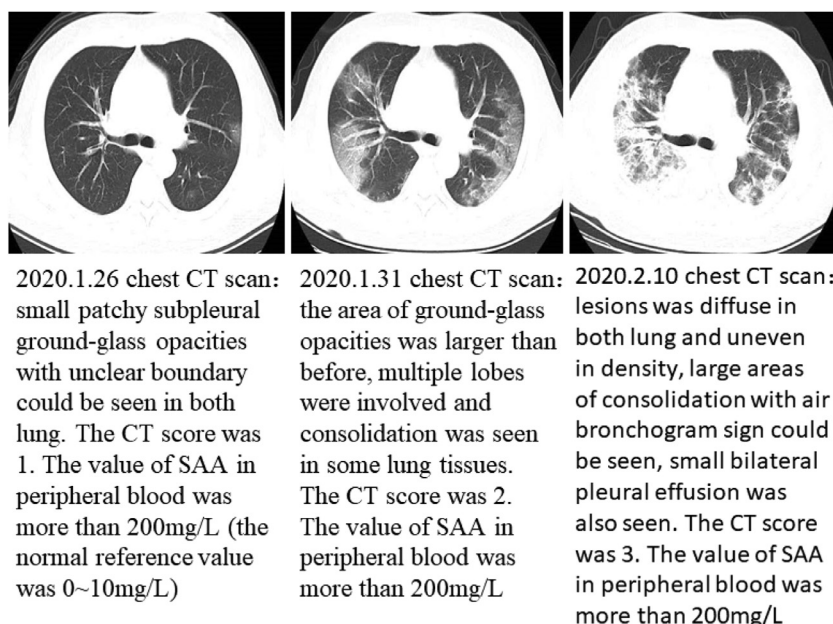 2020.1.26 chest CT scan：
small patchy subpleural
ground-glass opacities
with unclear boundary
could be seen in both
lung. The CT score was
1. The value of SAA in
peripheral blood was
more than 200mg/L (the
normal reference value
was 0~10mg/L)
2020.1.31 chest CT scan：
the area of ground-glass
opacities was larger than
before, multiple lobes
were involved and
consolidation was seen
in some lung tissues.
The CT score was 2.
The value of SAA in
peripheral blood was
more than 200mg/L
2020.2.10 chest CT scan：
lesions was diffuse in
both lung and uneven
in density, large areas
of consolidation with air
bronchogram sign could
be seen, small bilateral
pleural effusion was
also seen. The CT score
was 3. The value of SAA
in peripheral blood was
more than 200mg/L